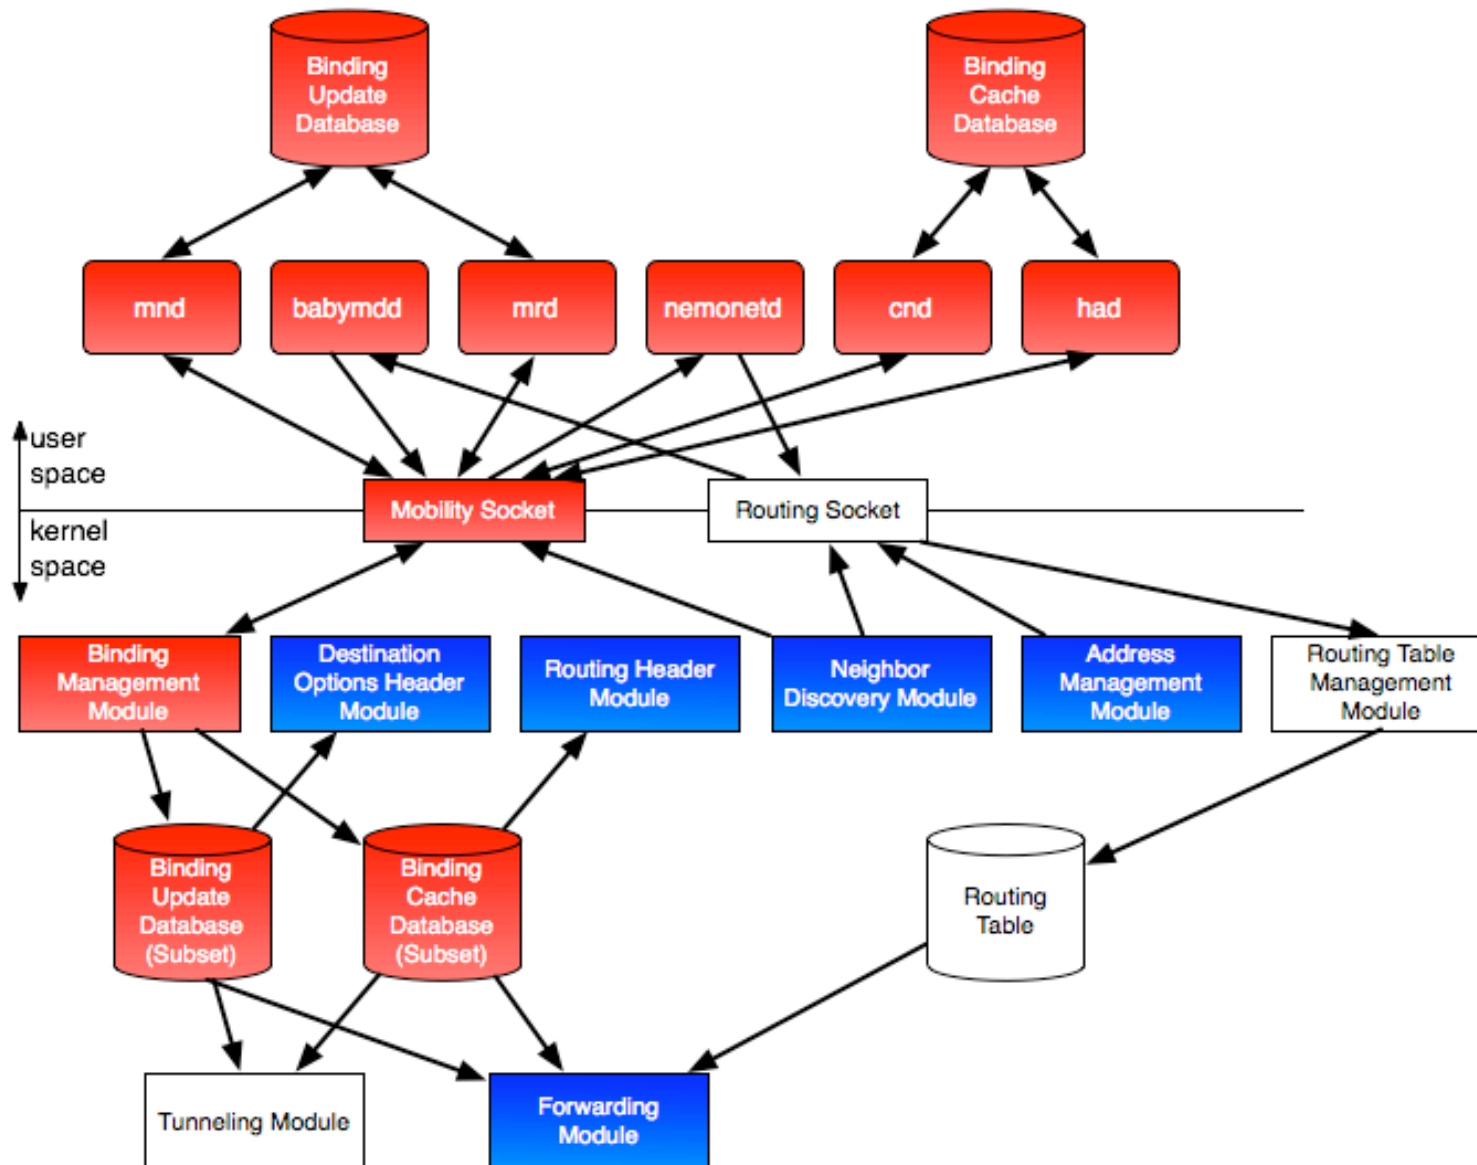 Binding
Update
Database
Binding
Cache
Database
mnd
babymdd
mrd
nemonetd
cnd
had
user
space
Mobility Socket
Routing Socket
kernel
space
Binding
Management
Module
Destination
Options Header
Module
Routing Header
Module
Neighbor
Discovery Module
Address
Management
Module
Routing Table
Management
Module
Binding
Update
Database
(Subset)
Binding
Cache
Database
(Subset)
Routing
Table
Tunneling Module
Forwarding
Module